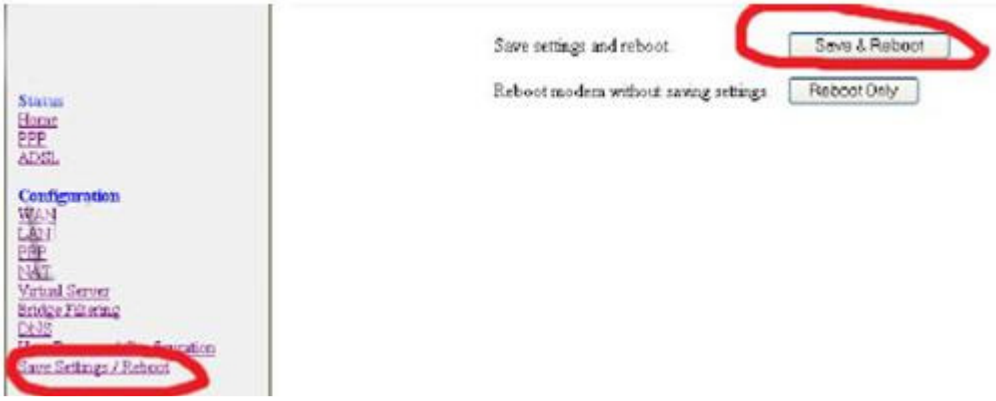 Status
Home
PPP
ADSL
Configuration
WAN
LAN
PPP
NAT
Virtual Server
Bridge Filtering
DNS
Configuration
Save Settings / Reboot
Save settings and reboot.
Save & Reboot
Reboot modem without saving settings
Reboot Only